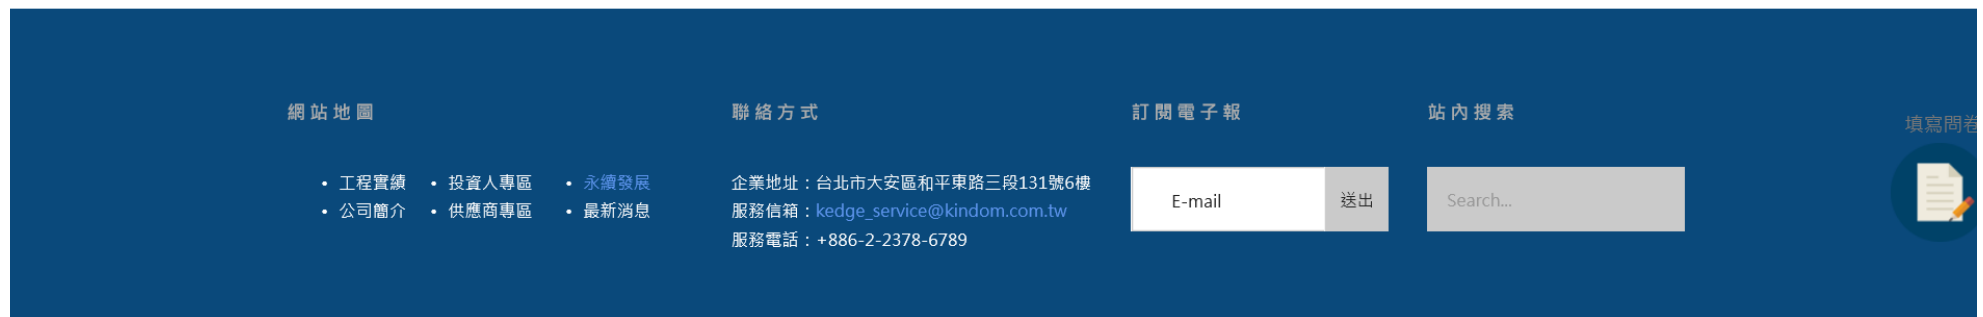 網站地圖
• 工程實績 • 投資人專區 • 永續發展
• 公司簡介 • 供應商專區 • 最新消息
聯絡方式
企業地址：台北市大安區和平東路三段131號6樓
服務信箱：kedge_service@kindom.com.tw
服務電話：+886-2-2378-6789
訂閱電子報
E-mail 送出
站內搜索
Search...
填寫問卷